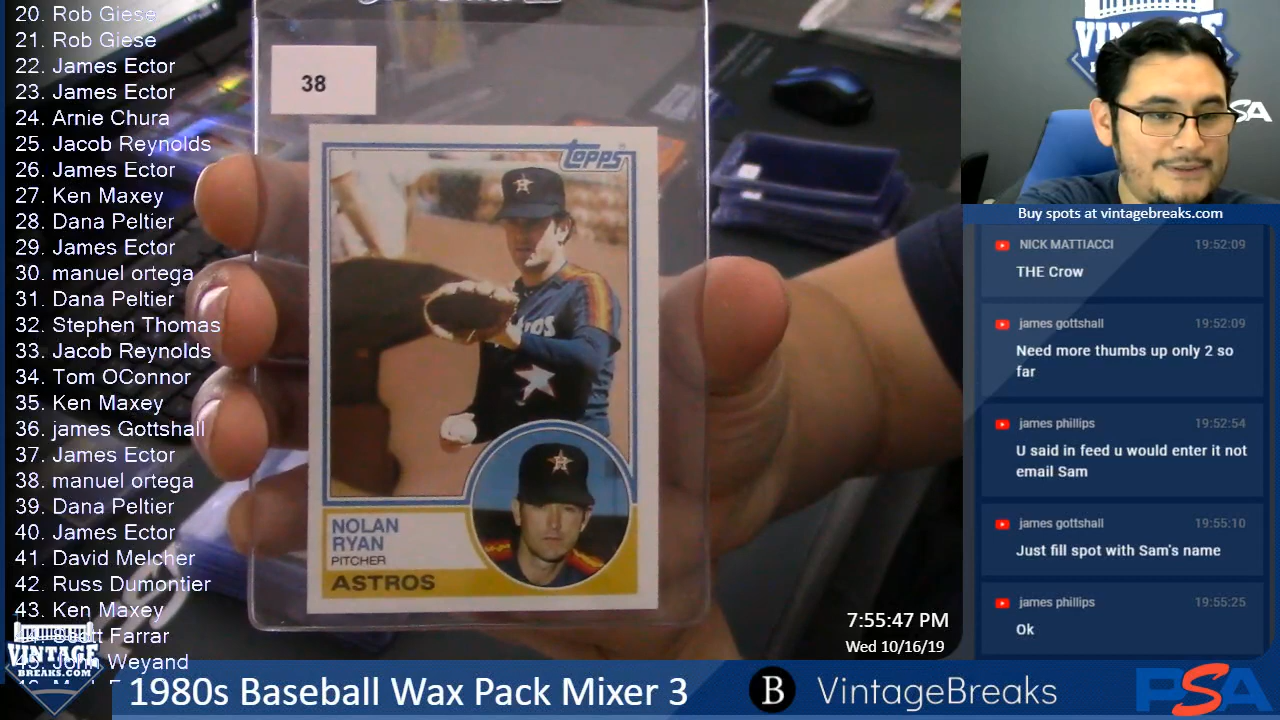 20. Rob Giese
21. Rob Giese
22. James Ector
23. James Ector
24. Arnie Chura
25. Jacob Reynolds
26. James Ector
27. Ken Maxey
28. Dana Peltier
29. James Ector
30. manuel ortega
31. Dana Peltier
32. Stephen Thomas
33. Jacob Reynolds
34. Tom OConnor
35. Ken Maxey
36. james Gottshall
37. James Ector
38. manuel ortega
39. Dana Peltier
40. James Ector
41. David Melcher
42. Russ Dumontier
43. Ken Maxey
Farrar
Weyand
VINTAGE
BREAKS.COM
38
topps
NOLAN
RYAN
PITCHER
ASTROS
7:55:47 PM
Wed 10/16/19
VINTAGE
SA
Buy spots at vintagebreaks.com
NICK MATTIACCI 19:52:09
THE Crow
james gottshall 19:52:09
Need more thumbs up only 2 so
far
james phillips 19:52:54
U said in feed u would enter it not
email Sam
james gottshall 19:55:10
Just fill spot with Sam's name
james phillips 19:55:25
Ok
1980s Baseball Wax Pack Mixer 3
B VintageBreaks
PSA